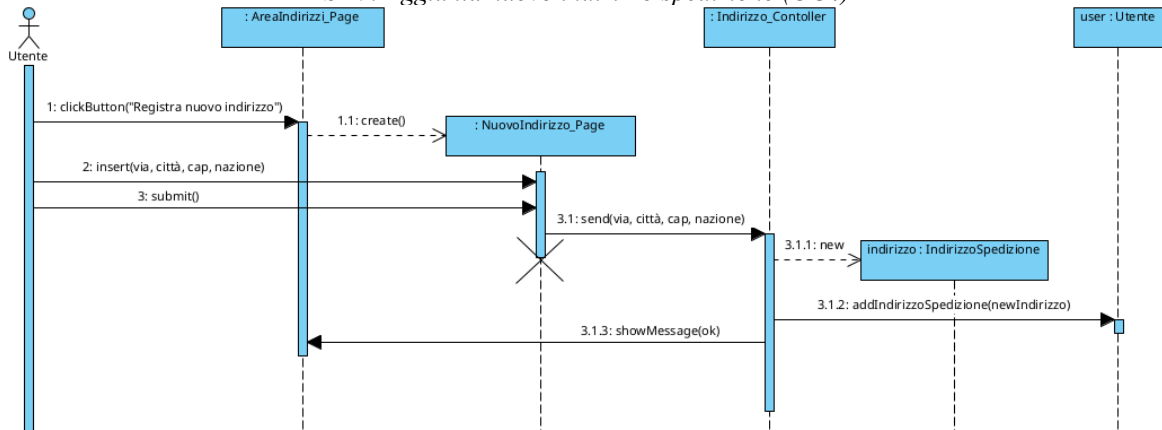 : AreaIndirizzi_Page
: Indirizzo_Contoller
user : Utente
Utente
1: clickButton("Registra nuovo indirizzo")
1.1: create()
: NuovoIndirizzo_Page
2: insert(via, città, cap, nazione)
3: submit()
3.1: send(via, città, cap, nazione)
3.1.1: new
indirizzo : IndirizzoSpedizione
3.1.2: addIndirizzoSpedizione(newIndirizzo)
3.1.3: showMessage(ok)